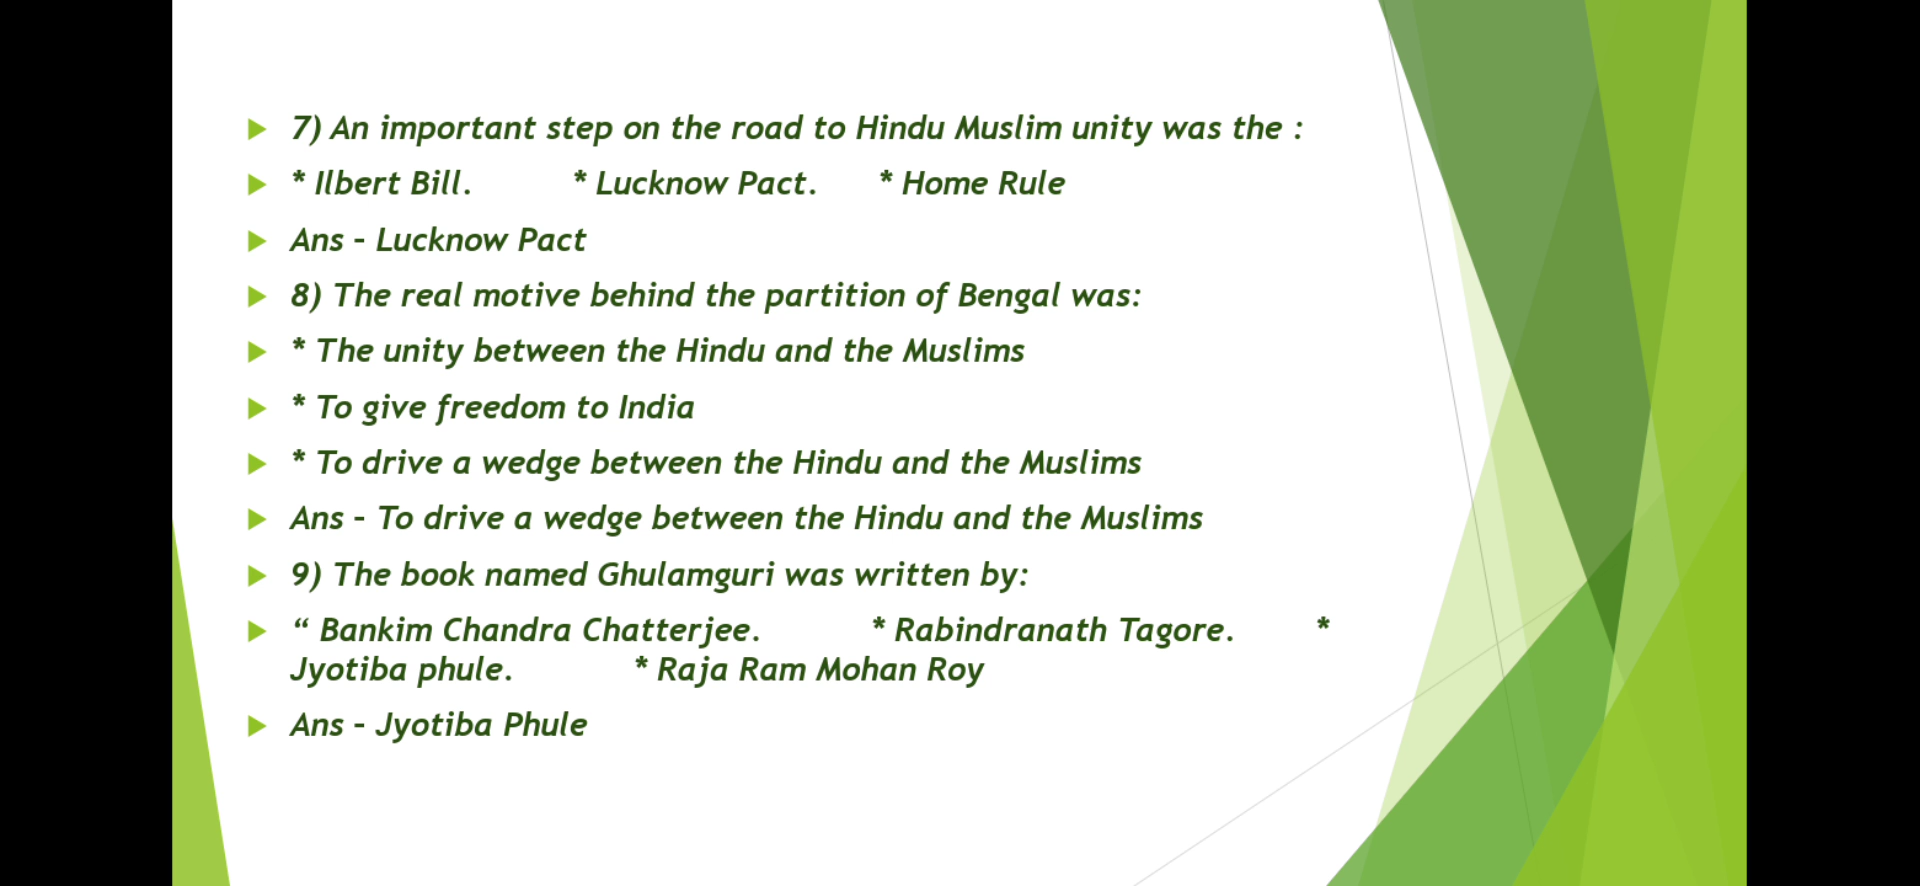 7) An important step on the road to Hindu Muslim unity was the :
* Ilbert Bill. * Lucknow Pact. * Home Rule
Ans – Lucknow Pact
8) The real motive behind the partition of Bengal was:
* The unity between the Hindu and the Muslims
* To give freedom to India
* To drive a wedge between the Hindu and the Muslims
Ans – To drive a wedge between the Hindu and the Muslims
9) The book named Ghulamguri was written by:
“ Bankim Chandra Chatterjee. * Rabindranath Tagore. *
Jyotiba phule. * Raja Ram Mohan Roy
Ans – Jyotiba Phule